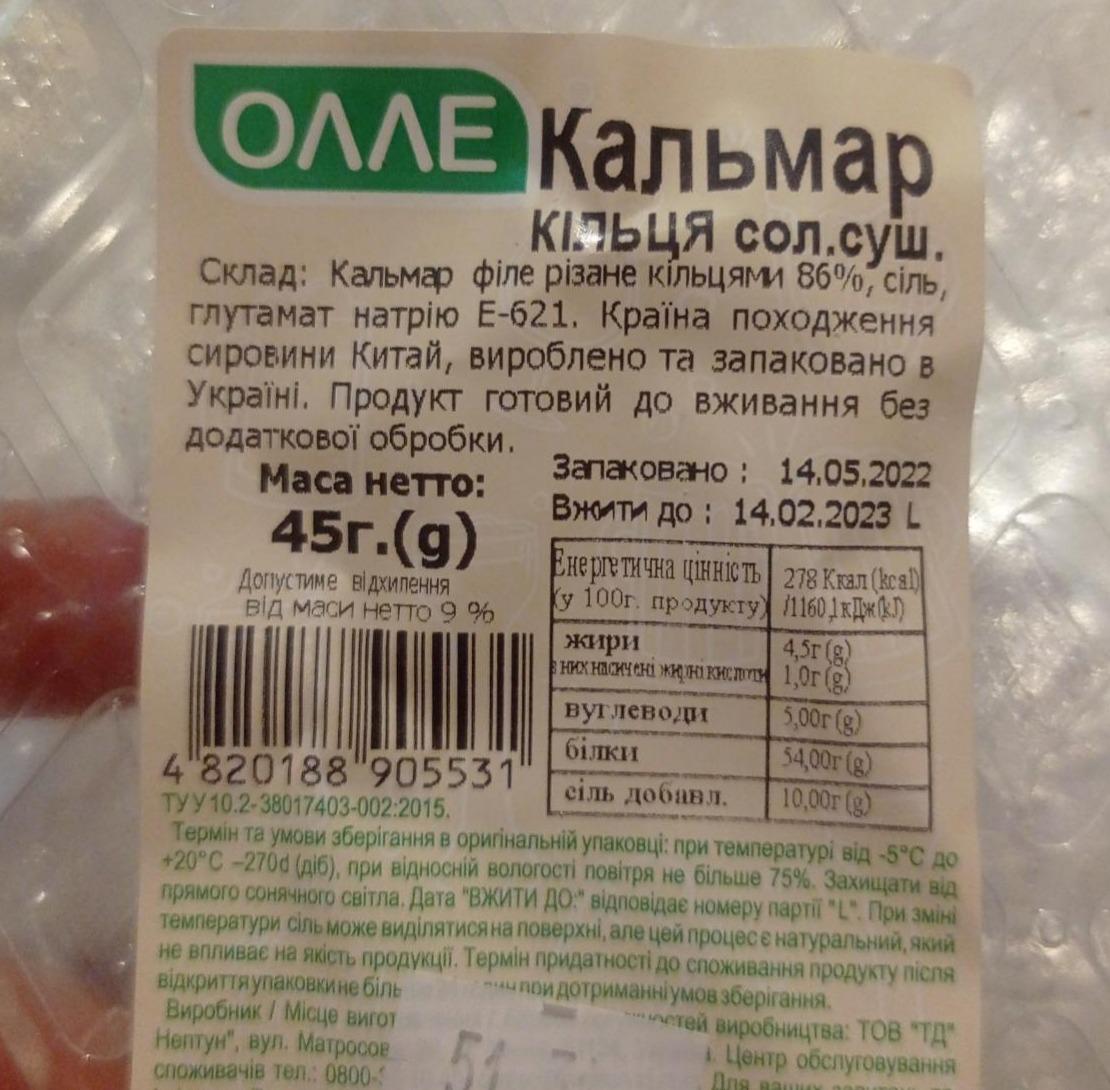 ОЛЛЕ Кальмар
кільця сол.суш.
Склад: Кальмар філе різане кільцями 86%, сіль,
глутамат натрію Е-621. Країна походження
сировини Китай, вироблено та запаковано в
Україні. Продукт готовий до вживання без
додаткової обробки.
Маса нетто:
45г.(g)
Допустиме відхилення
від маси нетто 9 %
Запаковано : 14.05.2022
Вжити до : 14.02.2023 L
Енергетична цінність 278 Ккал (kcal)
(у 100г. продукту) /1160,1кДж(kJ)
жири 4,5г (g)
з них насичені жирні кислоти 1,0г (g)
вуглеводи 5,00г (g)
білки 54,00г (g)
сіль добавл. 10,00г (g)
4 820188 905531
ТУ У 10.2-38017403-002:2015.
Термін та умови зберігання в оригінальній упаковці: при температурі від -5°С до
+20°С –270d (діб), при відносній вологості повітря не більше 75%. Захищати від
прямого сонячного світла. Дата "ВЖИТИ ДО:" відповідає номеру партії "L". При зміні
температури сіль може виділятися на поверхні, але цей процес є натуральний, який
не впливає на якість продукції. Термін придатності до споживання продукту після
відкриття упаковки не при дотриманні умов зберігання.
Виробник / Місце виробництва: ТОВ "ТД"
Нептун", вул. Центр обслуговування
споживачів тел.: 0800-
51
Для ваших